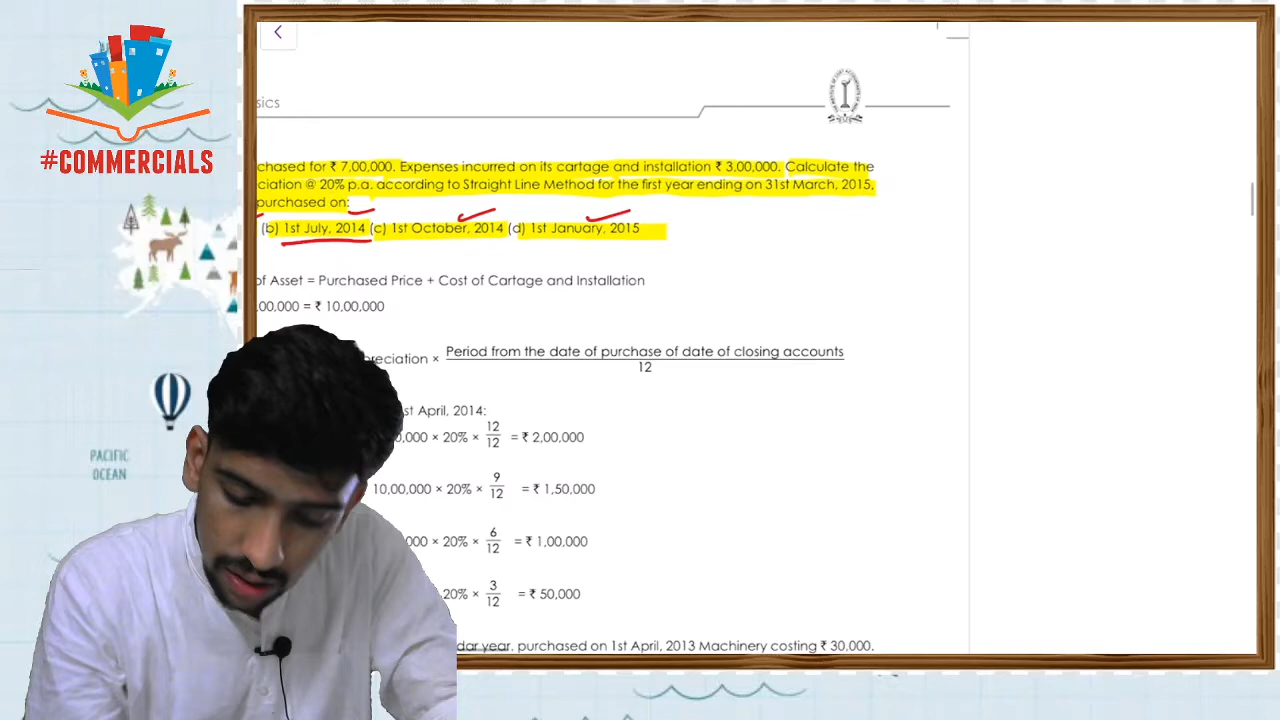 #COMMERCIALS
sics
chased for ₹ 7,00,000. Expenses incurred on its cartage and installation ₹ 3,00,000. Calculate the
ciation @ 20% p.a. according to Straight Line Method for the first year ending on 31st March, 2015,
purchased on:
(b) 1st July, 2014 (c) 1st October, 2014 (d) 1st January, 2015
of Asset = Purchased Price + Cost of Cartage and Installation
,00,000 = ₹ 10,00,000
preciation × Period from the date of purchase of date of closing accounts
12
st April, 2014:
0,000 × 20% × 12/12 = ₹ 2,00,000
10,00,000 × 20% × 9/12 = ₹ 1,50,000
000 × 20% × 6/12 = ₹ 1,00,000
20% × 3/12 = ₹ 50,000
dar year, purchased on 1st April, 2013 Machinery costing ₹ 30,000.
PACIFIC
OCEAN